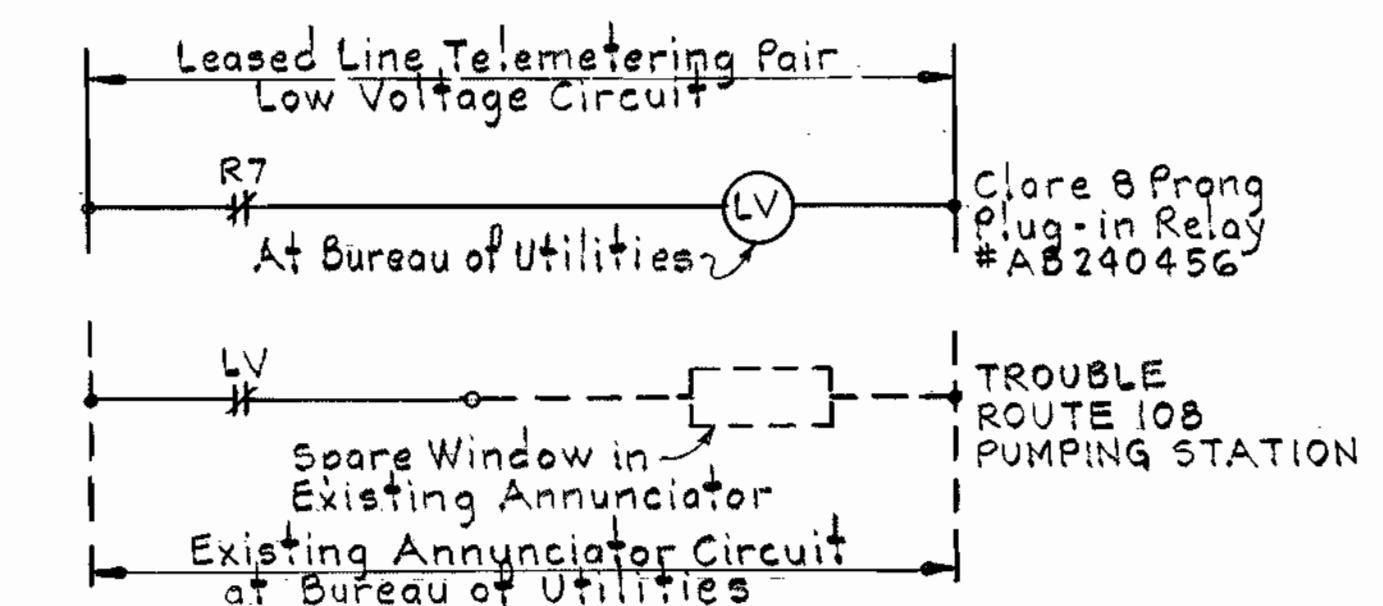 Leased Line Telemetering Pair
Low Voltage Circuit
R7
LV
Clare 8 Prong
Plug-in Relay
#AB240456
At Bureau of Utilities
LV
TROUBLE
ROUTE 108
PUMPING STATION
Spare Window in
Existing Annunciator
Existing Annunciator Circuit
at Bureau of Utilities